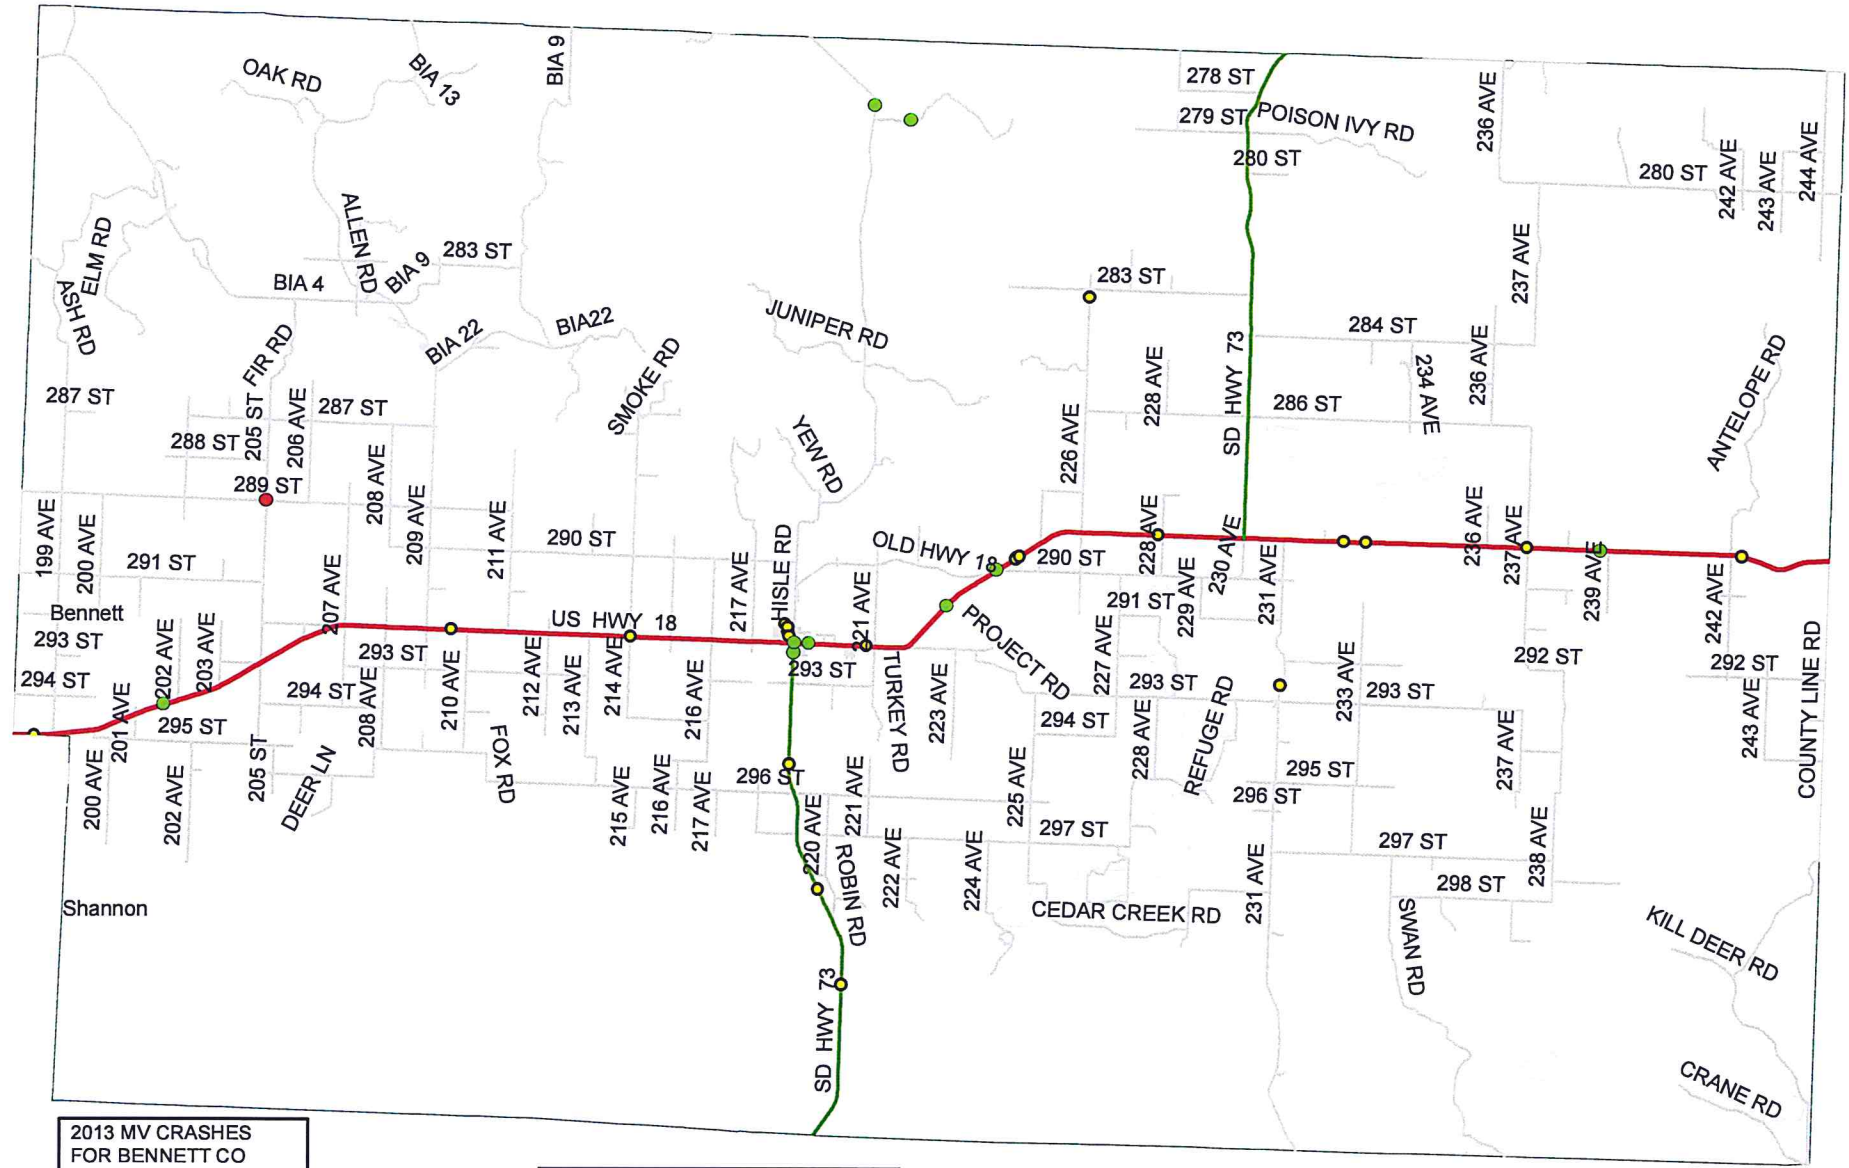 BIA 9
OAK RD
BIA 13
278 ST
279 ST
POISON IVY RD
280 ST
236 AVE
280 ST
242 AVE
243 AVE
244 AVE
ELM RD
ASH RD
ALLEN RD
BIA 9
283 ST
BIA 4
283 ST
237 AVE
FIR RD
BIA 22
BIA22
JUNIPER RD
SMOKE RD
SD HWY 73
284 ST
228 AVE
234 AVE
236 AVE
ANTELOPE RD
287 ST
205 ST
206 AVE
287 ST
286 ST
288 ST
YEW RD
226 AVE
289 ST
208 AVE
199 AVE
200 AVE
209 AVE
211 AVE
290 ST
HISLE RD
OLD HWY 18
290 ST
228 AVE
230 AVE
236 AVE
237 AVE
239 AVE
291 ST
207 AVE
217 AVE
221 AVE
291 ST
229 AVE
231 AVE
242 AVE
Bennett
293 ST
202 AVE
203 AVE
US HWY 18
PROJECT RD
227 AVE
292 ST
292 ST
COUNTY LINE RD
294 ST
201 AVE
293 ST
294 ST
208 AVE
210 AVE
212 AVE
213 AVE
214 AVE
216 AVE
293 ST
TURKEY RD
223 AVE
293 ST
REFUGE RD
233 AVE
293 ST
243 AVE
295 ST
205 ST
294 ST
228 AVE
237 AVE
200 AVE
202 AVE
DEER LN
FOX RD
215 AVE
216 AVE
217 AVE
296 ST
220 AVE
221 AVE
225 AVE
295 ST
296 ST
297 ST
297 ST
238 AVE
ROBIN RD
222 AVE
224 AVE
231 AVE
298 ST
Shannon
CEDAR CREEK RD
SWAN RD
KILL DEER RD
SD HWY 73
CRANE RD
2013 MV CRASHES
FOR BENNETT CO